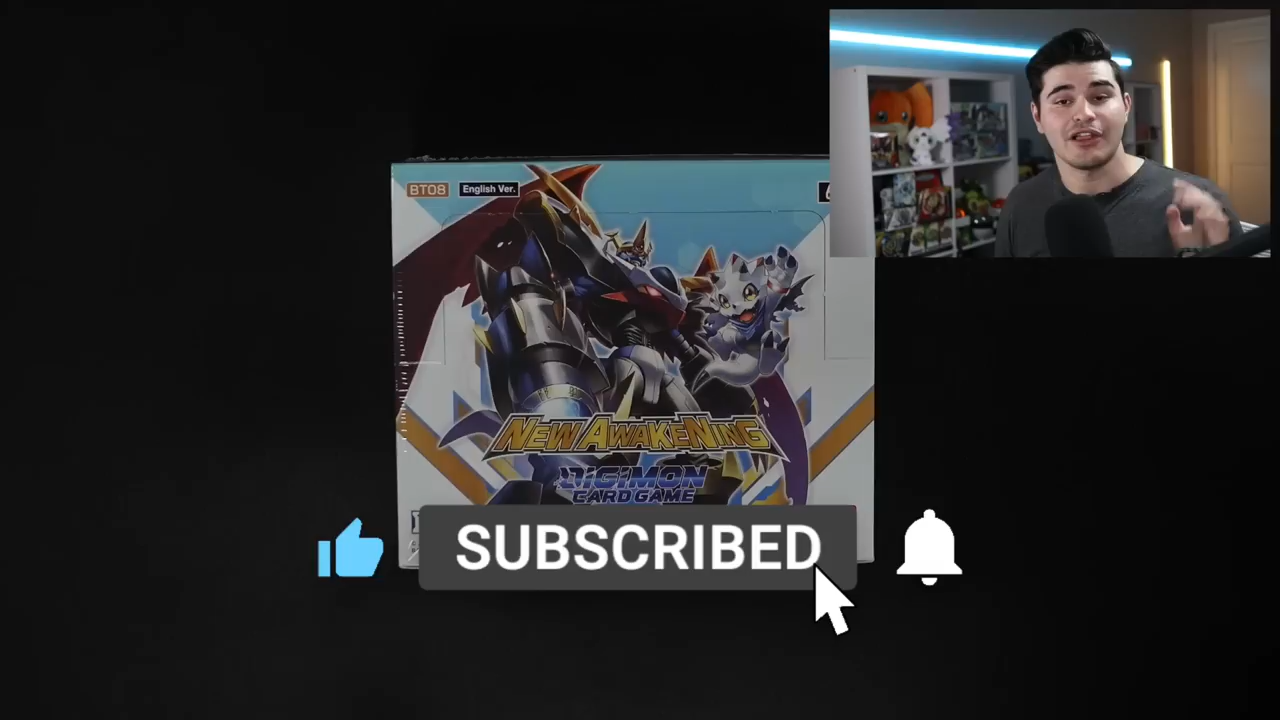 BT08
English Ver.
NEW AWAKENING
DIGIMON
CARD GAME
SUBSCRIBED